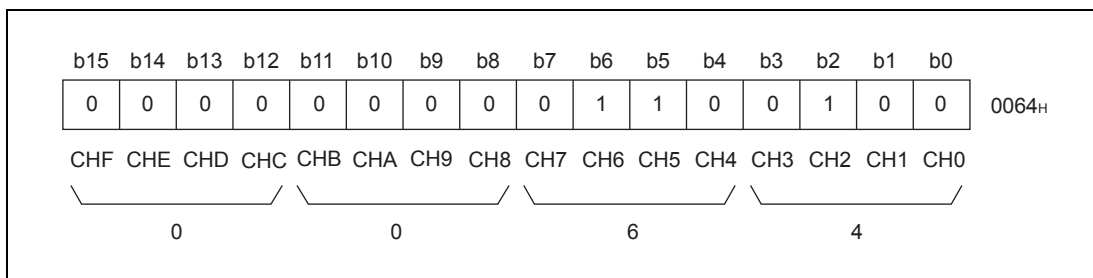 b15 b14 b13 b12 b11 b10 b9 b8 b7 b6 b5 b4 b3 b2 b1 b0
0 0 0 0 0 0 0 0 0 1 1 0 0 1 0 0 0064H
CHF CHE CHD CHC CHB CHA CH9 CH8 CH7 CH6 CH5 CH4 CH3 CH2 CH1 CH0
0 0 6 4